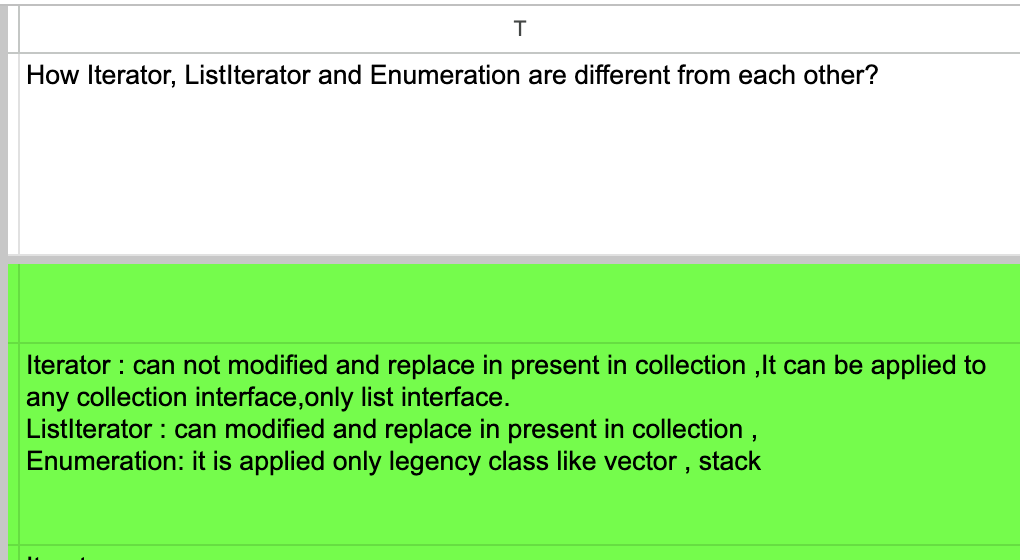 T
How Iterator, ListIterator and Enumeration are different from each other?
Iterator : can not modified and replace in present in collection ,It can be applied to
any collection interface,only list interface.
ListIterator : can modified and replace in present in collection ,
Enumeration: it is applied only legency class like vector , stack